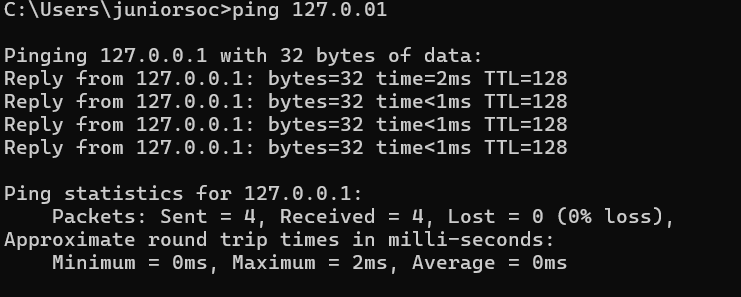 C:\Users\juniorsoc>ping 127.0.01
Pinging 127.0.0.1 with 32 bytes of data:
Reply from 127.0.0.1: bytes=32 time=2ms TTL=128
Reply from 127.0.0.1: bytes=32 time<1ms TTL=128
Reply from 127.0.0.1: bytes=32 time<1ms TTL=128
Reply from 127.0.0.1: bytes=32 time<1ms TTL=128
Ping statistics for 127.0.0.1:
    Packets: Sent = 4, Received = 4, Lost = 0 (0% loss),
Approximate round trip times in milli-seconds:
    Minimum = 0ms, Maximum = 2ms, Average = 0ms